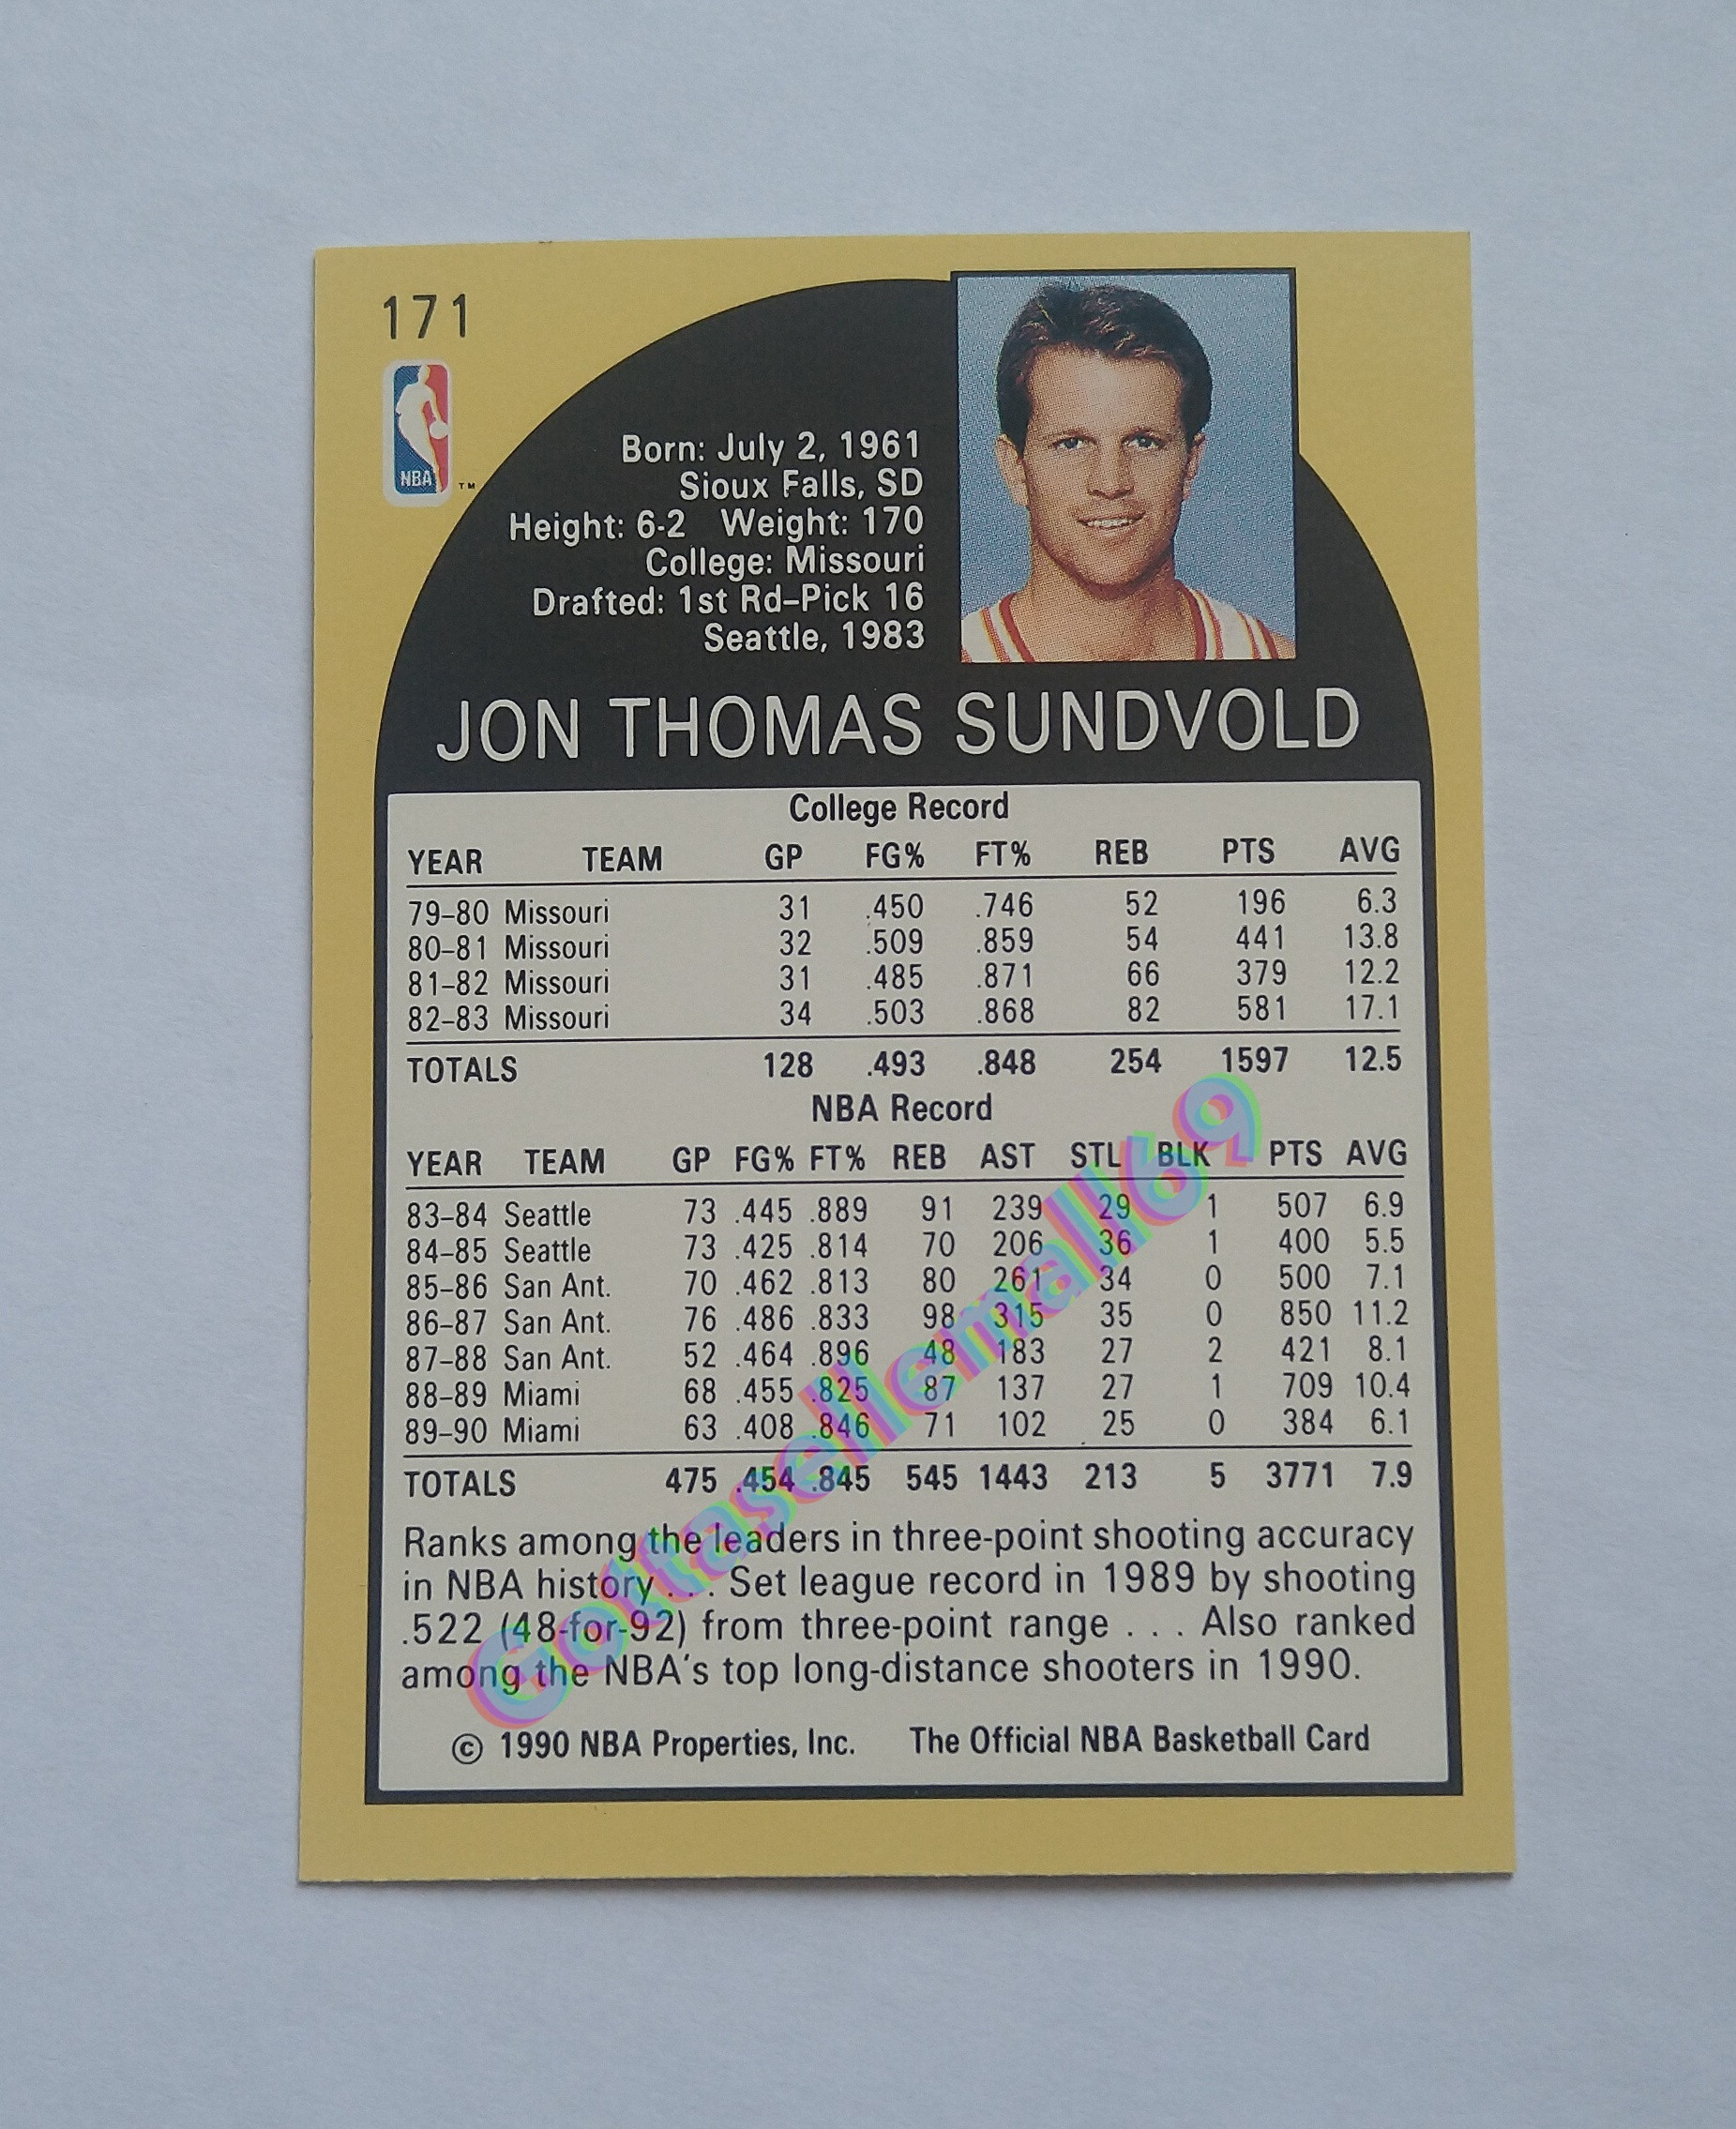 171
NBA
TM
Born: July 2, 1961
Sioux Falls, SD
Height: 6-2 Weight: 170
College: Missouri
Drafted: 1st Rd–Pick 16
Seattle, 1983
JON THOMAS SUNDVOLD
College Record
YEAR TEAM GP FG% FT% REB PTS AVG
79–80 Missouri 31 .450 .746 52 196 6.3
80–81 Missouri 32 .509 .859 54 441 13.8
81–82 Missouri 31 .485 .871 66 379 12.2
82–83 Missouri 34 .503 .868 82 581 17.1
TOTALS 128 .493 .848 254 1597 12.5
NBA Record
YEAR TEAM GP FG% FT% REB AST STL BLK PTS AVG
83–84 Seattle 73 .445 .889 91 239 29 1 507 6.9
84–85 Seattle 73 .425 .814 70 206 36 1 400 5.5
85–86 San Ant. 70 .462 .813 80 261 34 0 500 7.1
86–87 San Ant. 76 .486 .833 98 315 35 0 850 11.2
87–88 San Ant. 52 .464 .896 48 183 27 2 421 8.1
88–89 Miami 68 .455 .825 87 137 27 1 709 10.4
89–90 Miami 63 .408 .846 71 102 25 0 384 6.1
TOTALS 475 .454 .845 545 1443 213 5 3771 7.9
Ranks among the leaders in three-point shooting accuracy
in NBA history . . . Set league record in 1989 by shooting
.522 (48-for-92) from three-point range . . . Also ranked
among the NBA's top long-distance shooters in 1990.
© 1990 NBA Properties, Inc. The Official NBA Basketball Card
Gottasellemall69